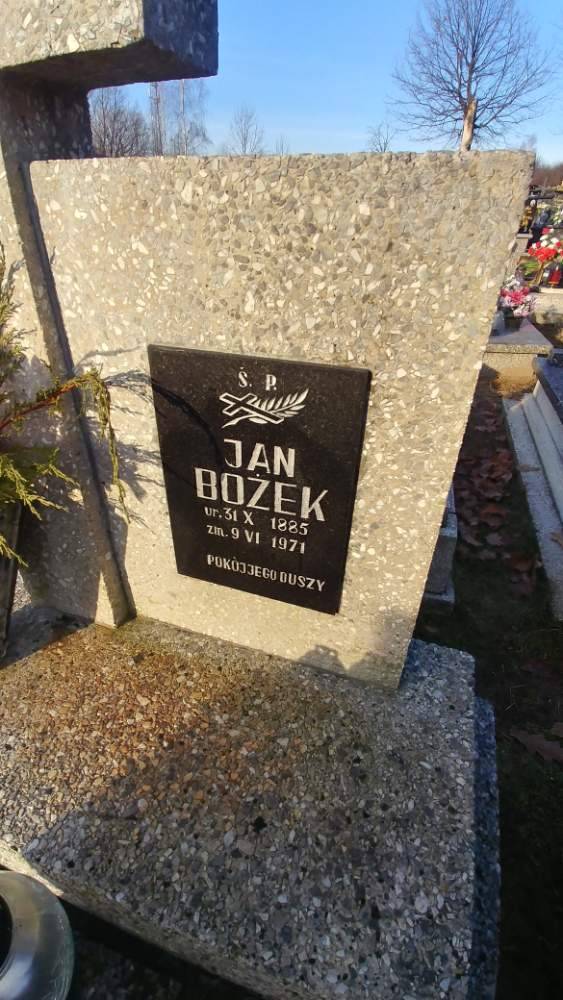 Ś. P.
JAN
BOŻEK
ur. 31 X 1885
zm. 9 VI 1971
POKÓJ JEGO DUSZY